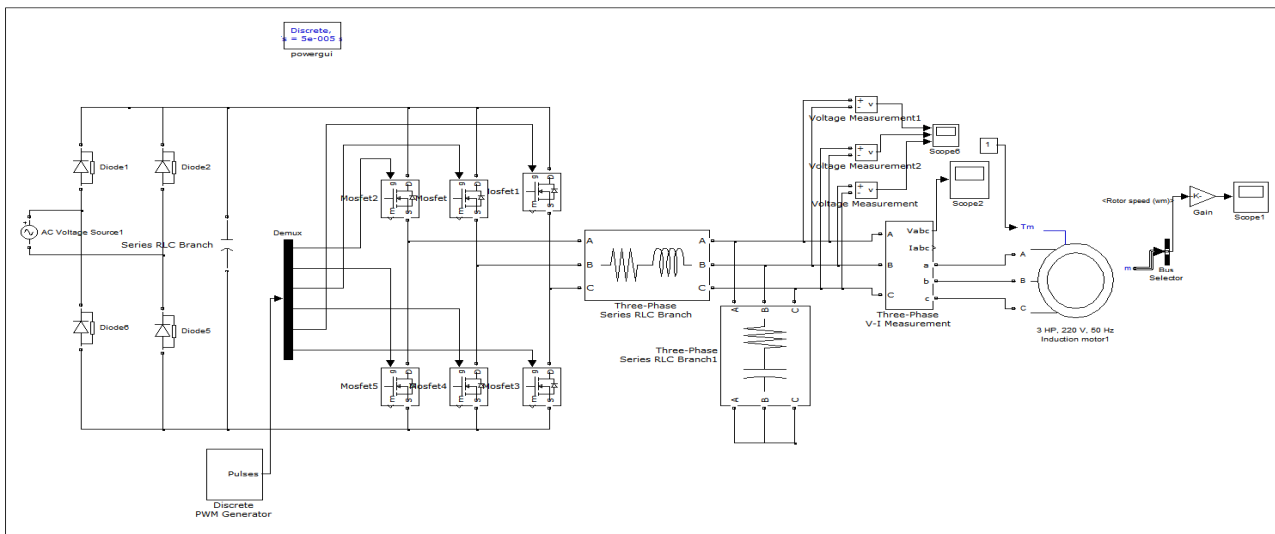 Discrete,
s = 5e-005 s
powergui
Diode1
Diode2
AC Voltage Source1
Series RLC Branch
Diode6
Diode5
Demux
Pulses
Discrete
PWM Generator
g
D
E
s
Mosfet2
g
D
E
s
Mosfet
g
D
E
s
losfet1
g
D
E
s
Mosfet5
g
D
E
s
Mosfet4
g
D
E
s
Mosfet3
A
B
C
A
B
C
Three-Phase
Series RLC Branch
A
B
C
A
B
C
Three-Phase
Series RLC Branch1
+
-
v
Voltage Measurement1
+
-
v
Voltage Measurement2
+
-
v
Voltage Measurement
Scope6
Scope2
A
B
C
Vabc
Iabc
a
b
c
Three-Phase
V-I Measurement
1
Tm
A
B
C
m
3 HP, 220 V, 50 Hz
Induction motor1
<Rotor speed (wm)>
Bus
Selector
-K-
Gain
Scope1